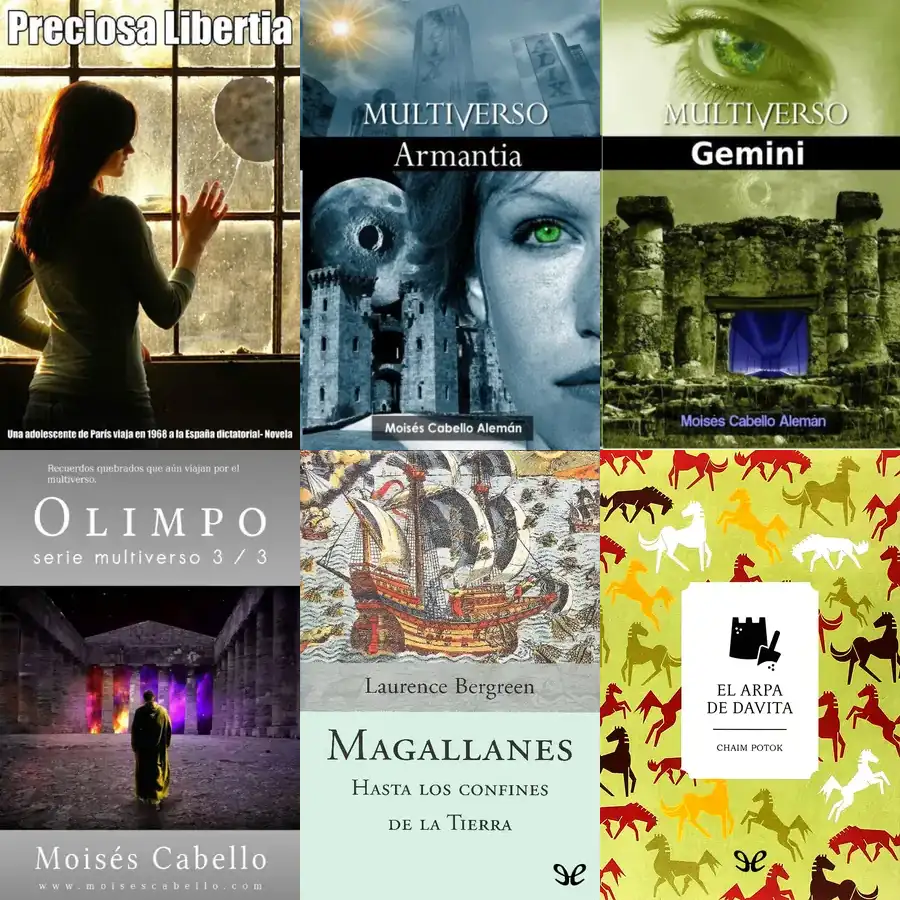 Preciosa Libertia
Una adolescente de París viaja en 1968 a la España dictatorial- Novela
MULTIVERSO
Armantia
Moisés Cabello Alemán
MULTIVERSO
Gemini
Moisés Cabello Alemán
Recuerdos quebrados que aún viajan por el
multiverso.
OLIMPO
serie multiverso 3 / 3
Moisés Cabello
www.moisescabello.com
Laurence Bergreen
MAGALLANES
HASTA LOS CONFINES
DE LA TIERRA
EL ARPA
DE DAVITA
CHAIM POTOK